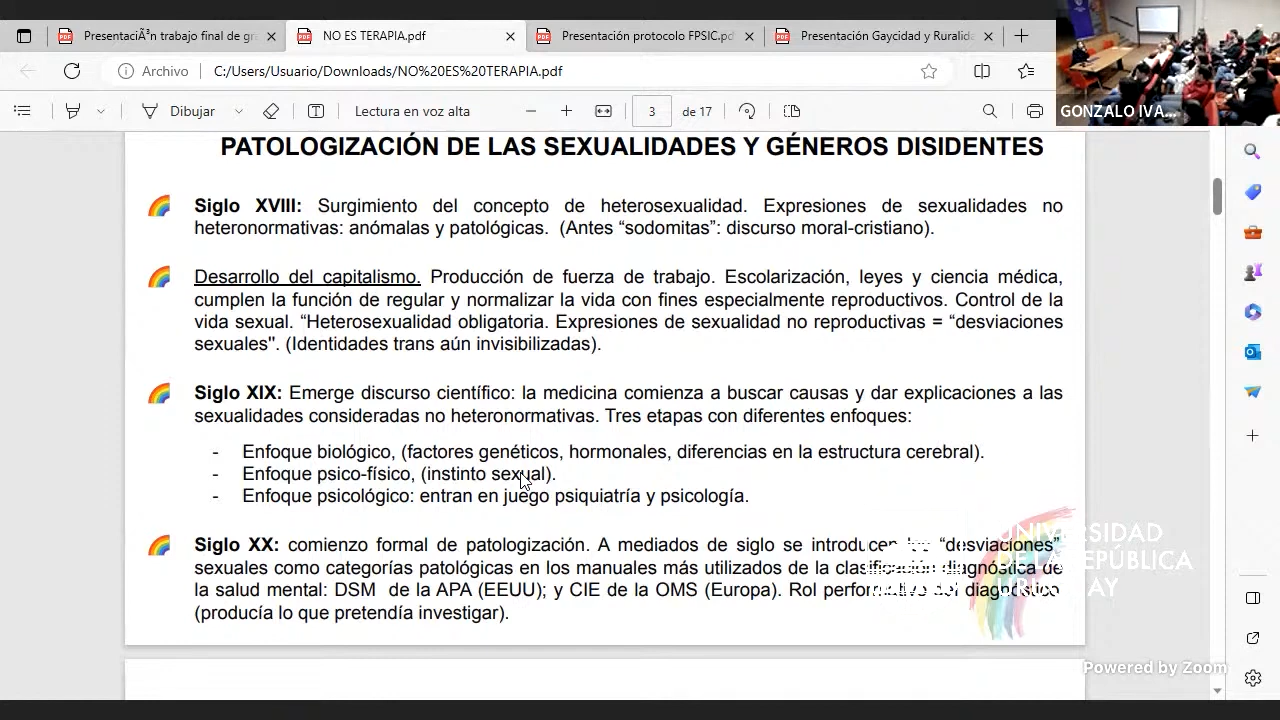 PresentaciÃ³n trabajo final de gra
NO ES TERAPIA.pdf
Presentación protocolo FPSIC.pd
Presentación Gaycidad y Ruralida
Archivo
C:/Users/Usuario/Downloads/NO%20ES%20TERAPIA.pdf
Dibujar
Lectura en voz alta
3
de 17
GONZALO IVA...
PATOLOGIZACIÓN DE LAS SEXUALIDADES Y GÉNEROS DISIDENTES
Siglo XVIII: Surgimiento del concepto de heterosexualidad. Expresiones de sexualidades no
heteronormativas: anómalas y patológicas. (Antes “sodomitas”: discurso moral-cristiano).
Desarrollo del capitalismo. Producción de fuerza de trabajo. Escolarización, leyes y ciencia médica,
cumplen la función de regular y normalizar la vida con fines especialmente reproductivos. Control de la
vida sexual. “Heterosexualidad obligatoria. Expresiones de sexualidad no reproductivas = “desviaciones
sexuales". (Identidades trans aún invisibilizadas).
Siglo XIX: Emerge discurso científico: la medicina comienza a buscar causas y dar explicaciones a las
sexualidades consideradas no heteronormativas. Tres etapas con diferentes enfoques:
- Enfoque biológico, (factores genéticos, hormonales, diferencias en la estructura cerebral).
- Enfoque psico-físico, (instinto sexual).
- Enfoque psicológico: entran en juego psiquiatría y psicología.
Siglo XX: comienzo formal de patologización. A mediados de siglo se introducen las “desviaciones”
sexuales como categorías patológicas en los manuales más utilizados de la clasificación diagnóstica de
la salud mental: DSM de la APA (EEUU); y CIE de la OMS (Europa). Rol
(producía lo que pretendía investigar).
UNIVERSIDAD
DE LA REPÚBLICA
URUGUAY
Powered by Zoom